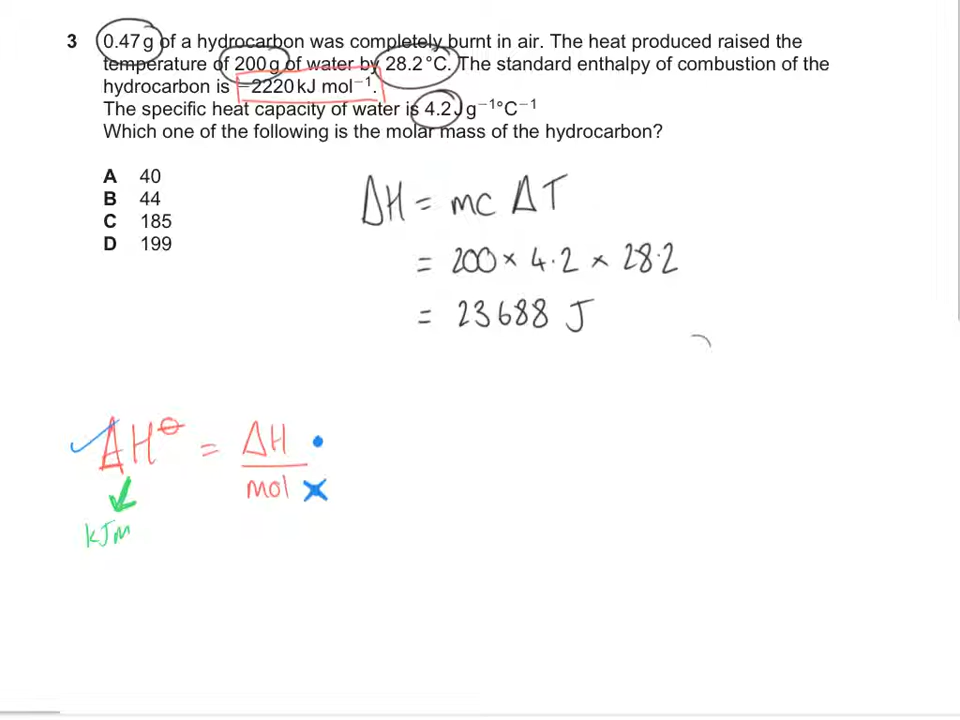 3 0.47 g of a hydrocarbon was completely burnt in air. The heat produced raised the
temperature of 200 g of water by 28.2 °C. The standard enthalpy of combustion of the
hydrocarbon is −2220 kJ mol⁻¹.
The specific heat capacity of water is 4.2 J g⁻¹°C⁻¹
Which one of the following is the molar mass of the hydrocarbon?
A 40
B 44
C 185
D 199
ΔH = mc ΔT
= 200 × 4.2 × 28.2
= 23688 J
ΔH⊖ = ΔH
mol
kJm